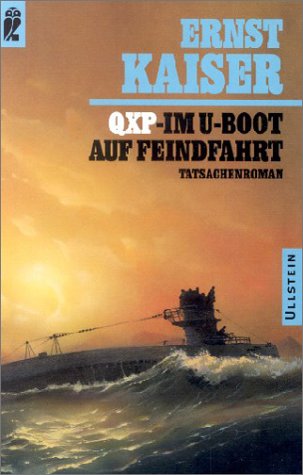 ERNST
KAISER
QXP-IM U-BOOT
AUF FEINDFAHRT
TATSACHENROMAN
ULLSTEIN